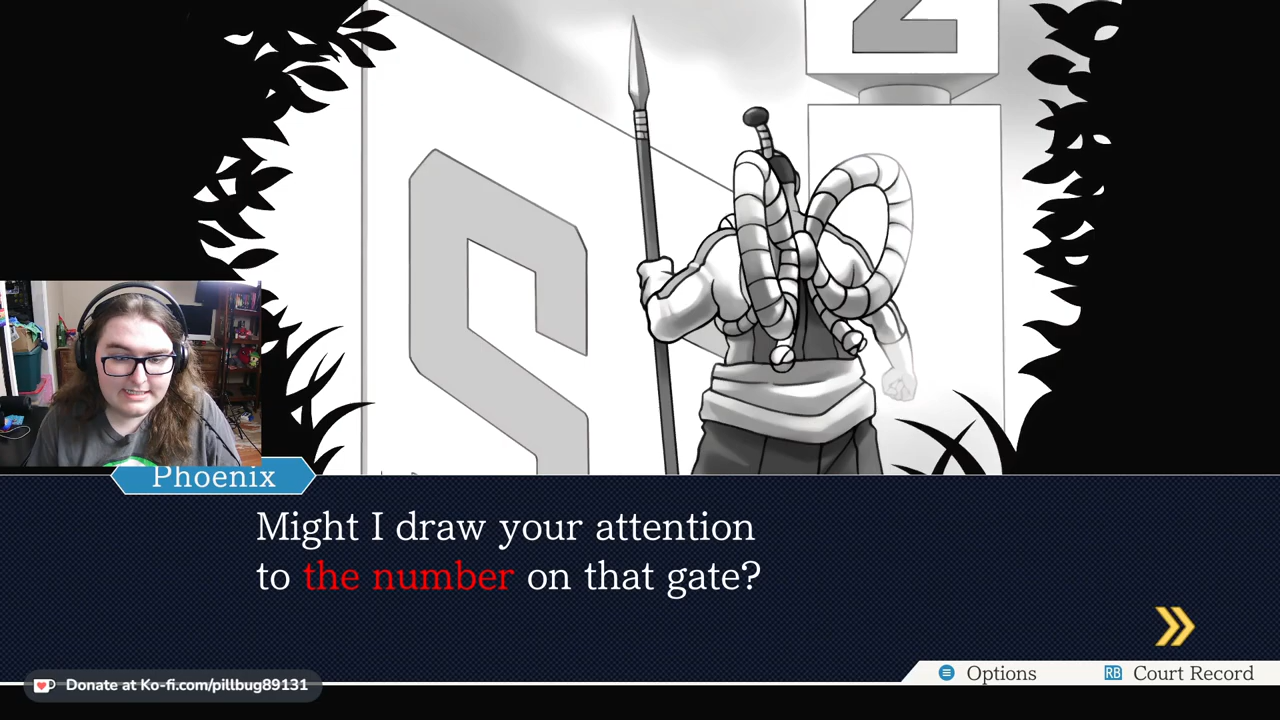 2
S
Phoenix
Might I draw your attention
to the number on that gate?
Options
RB Court Record
Donate at Ko-fi.com/pillbug89131